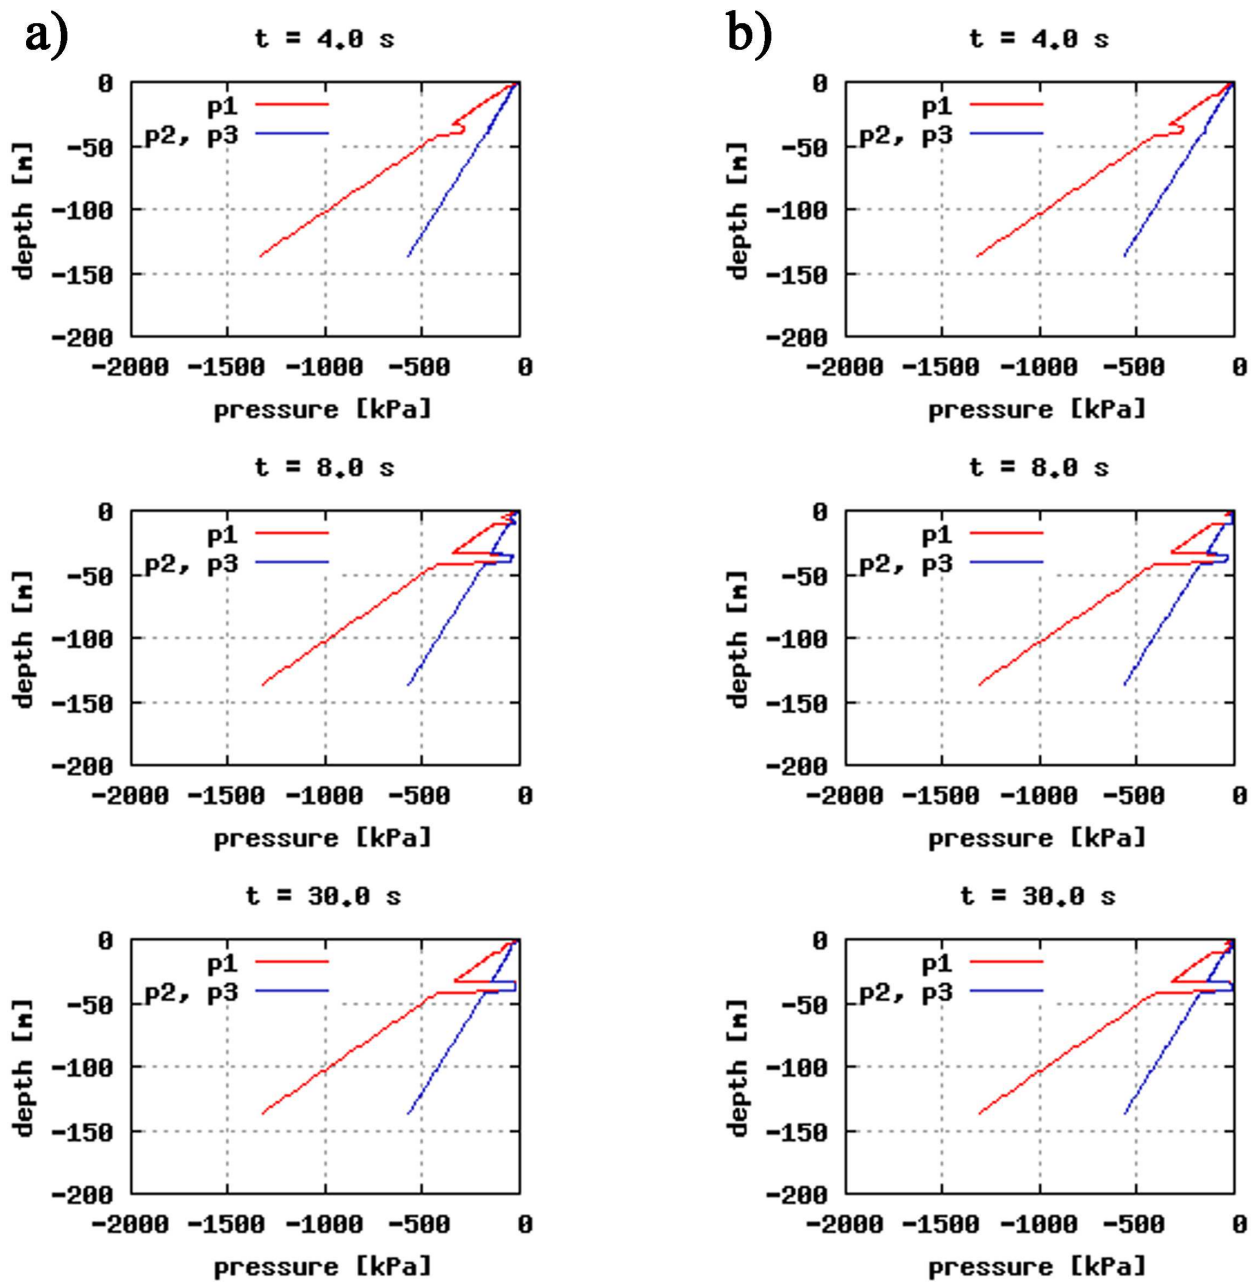 a)
t = 4.0 s
0
-50
-100
-150
-200
depth [m]
p1
p2, p3
-2000 -1500 -1000 -500 0
pressure [kPa]
b)
t = 4.0 s
0
-50
-100
-150
-200
depth [m]
p1
p2, p3
-2000 -1500 -1000 -500 0
pressure [kPa]
t = 8.0 s
0
-50
-100
-150
-200
depth [m]
p1
p2, p3
-2000 -1500 -1000 -500 0
pressure [kPa]
t = 8.0 s
0
-50
-100
-150
-200
depth [m]
p1
p2, p3
-2000 -1500 -1000 -500 0
pressure [kPa]
t = 30.0 s
0
-50
-100
-150
-200
depth [m]
p1
p2, p3
-2000 -1500 -1000 -500 0
pressure [kPa]
t = 30.0 s
0
-50
-100
-150
-200
depth [m]
p1
p2, p3
-2000 -1500 -1000 -500 0
pressure [kPa]